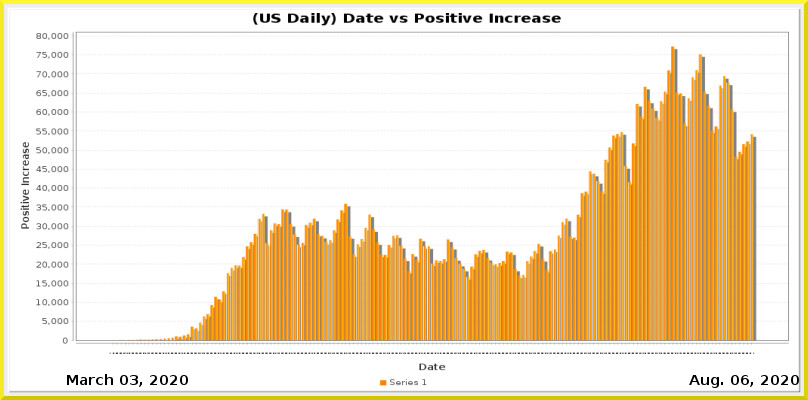 (US Daily) Date vs Positive Increase
80,000
75,000
70,000
65,000
60,000
55,000
50,000
45,000
40,000
35,000
30,000
25,000
20,000
15,000
10,000
5,000
0
Positive Increase
Date
March 03, 2020
Aug. 06, 2020
Series 1